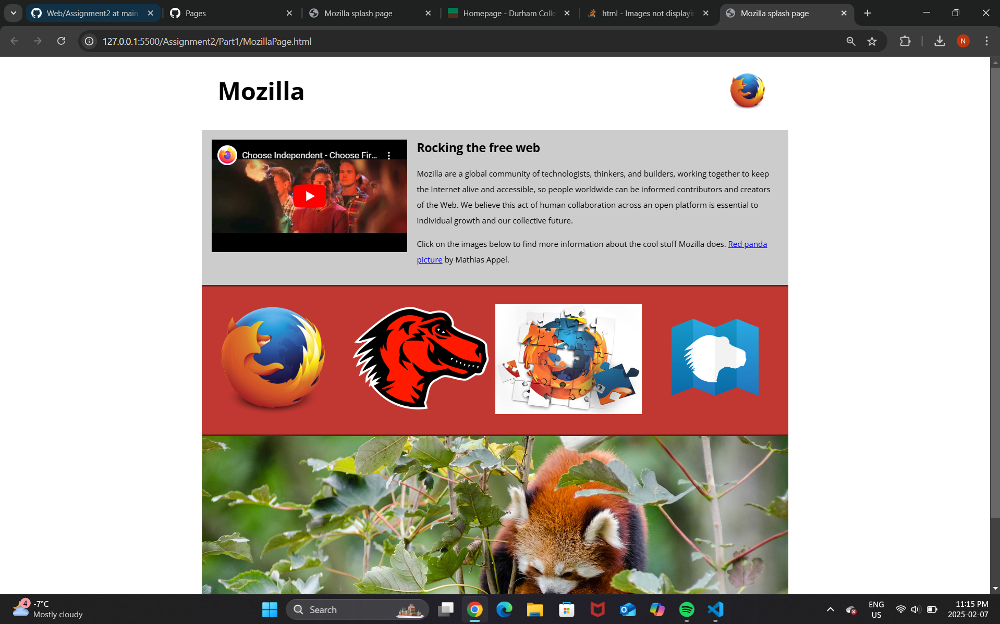 Web/Assignment2 at main
Pages
Mozilla splash page
Homepage - Durham Colle
html - Images not displayin
Mozilla splash page
127.0.0.1:5500/Assignment2/Part1/MozillaPage.html
N
Mozilla
Choose Independent - Choose Fir...
Rocking the free web
Mozilla are a global community of technologists, thinkers, and builders, working together to keep
the Internet alive and accessible, so people worldwide can be informed contributors and creators
of the Web. We believe this act of human collaboration across an open platform is essential to
individual growth and our collective future.
Click on the images below to find more information about the cool stuff Mozilla does. Red panda
picture by Mathias Appel.
4
-7°C
Mostly cloudy
Search
ENG
US
11:15 PM
2025-02-07